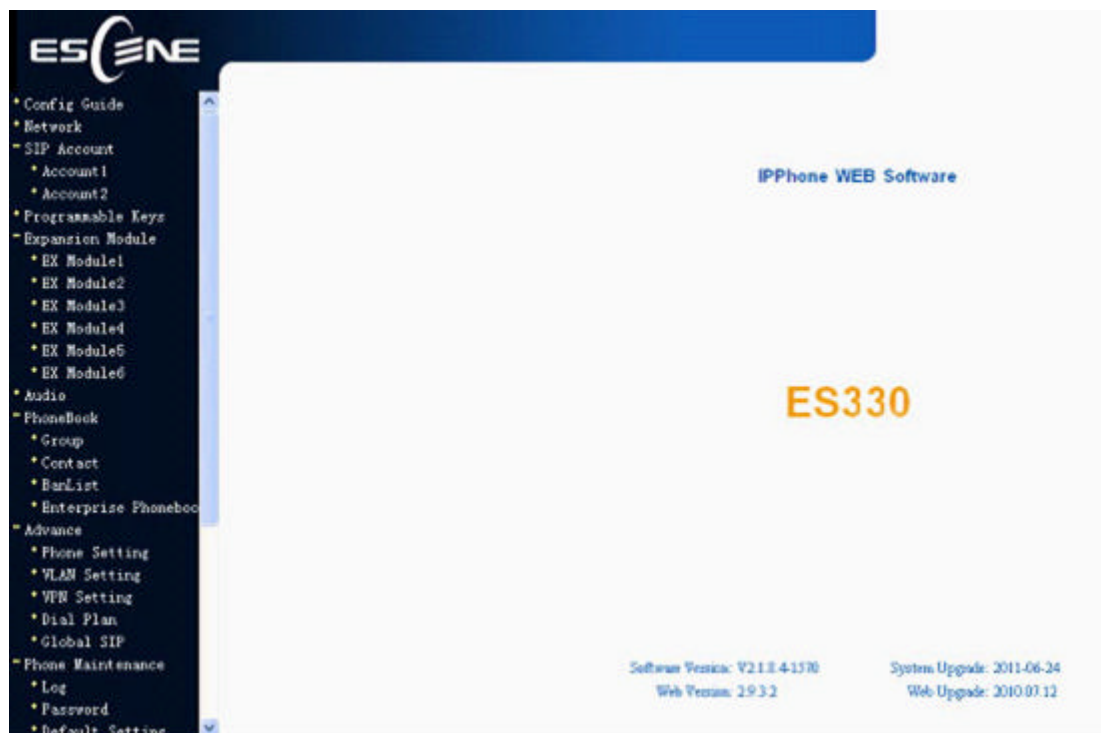 ESCENE
Config Guide
Network
SIP Account
Account1
Account2
Programmable Keys
Expansion Module
EX Module1
EX Module2
EX Module3
EX Module4
EX Module5
EX Module6
Audio
PhoneBook
Group
Contact
BanList
Enterprise Phoneboo
Advance
Phone Setting
VLAN Setting
VPN Setting
Dial Plan
Global SIP
Phone Maintenance
Log
Password
Default Setting
IPPhone WEB Software
ES330
Software Version: V2.1.8.4-1570 System Upgrade: 2011-06-24
Web Version: 2.9.3.2 Web Upgrade: 2010.07.12